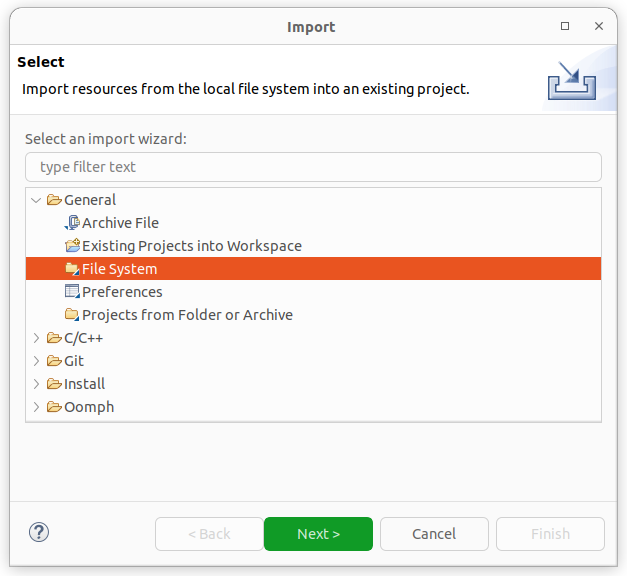 Import
Select
Import resources from the local file system into an existing project.
Select an import wizard:
type filter text
General
Archive File
Existing Projects into Workspace
File System
Preferences
Projects from Folder or Archive
C/C++
Git
Install
Oomph
?
< Back
Next >
Cancel
Finish